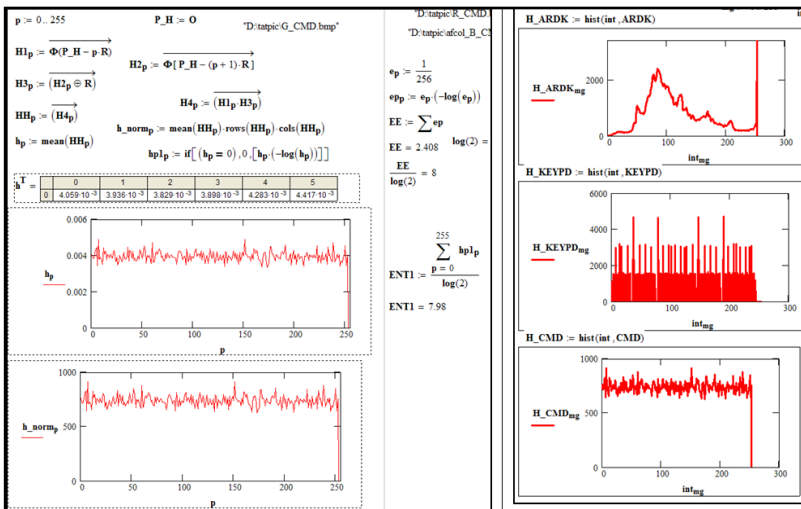 p := 0.. 255
P_H := O
"D:\tatpic\G_CMD.bmp"
H1p := Φ(P_H − p·R)
H2p := Φ[P_H − (p + 1)·R]
H3p := (H2p ⊕ R)
H4p := (H1p·H3p)
HHp := (H4p)
h_normp := mean(HHp)·rows(HHp)·cols(HHp)
hp := mean(HHp)
hp1p := if[(hp = 0),0,[hp·(−log(hp))]]
hT =
0 1 2 3 4 5
0 4.059·10-3 3.936·10-3 3.829·10-3 3.898·10-3 4.283·10-3 4.417·10-3
0.006
0.004
0.002
0
hp
0 50 100 150 200 250
p
1000
500
0
h_normp
0 50 100 150 200 250
p
"D:\tatpic\R_CMD.
"D:\tatpic\afcol_B_C
ep := 1/256
epp := ep·(−log(ep))
EE := ∑ ep
EE = 2.408
log(2) =
EE/log(2) = 8
255
∑ hp1p
p = 0
ENT1 :=
log(2)
ENT1 = 7.98
mg
H_ARDK := hist(int, ARDK)
2000
0
H_ARDKmg
0 100 200 300
intmg
H_KEYPD := hist(int, KEYPD)
6000
4000
2000
0
H_KEYPDmg
0 100 200 300
intmg
H_CMD := hist(int, CMD)
1000
500
0
H_CMDmg
0 100 200 300
intmg